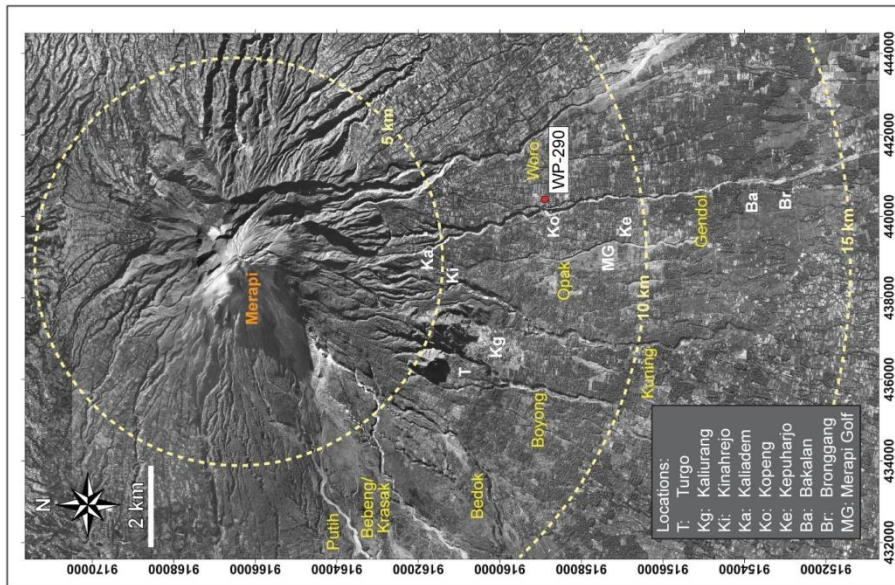 N
2 km
Merapi
5 km
10 km
15 km
Putih
Bebeng/
Krasak
Bedok
Boyong
Kuning
Opak
Gendol
Woro
WP-290
T
Kg
Ki
Ka
Ko
Ke
MG
Ba
Br
Locations:
T: Turgo
Kg: Kaliurang
Ki: Kinahrejo
Ka: Kaliadem
Ko: Kopeng
Ke: Kepuharjo
Ba: Bakalan
Br: Bronggang
MG: Merapi Golf
9170000
9168000
9166000
9164000
9162000
9160000
9158000
9156000
9154000
9152000
432000
434000
436000
438000
440000
442000
444000